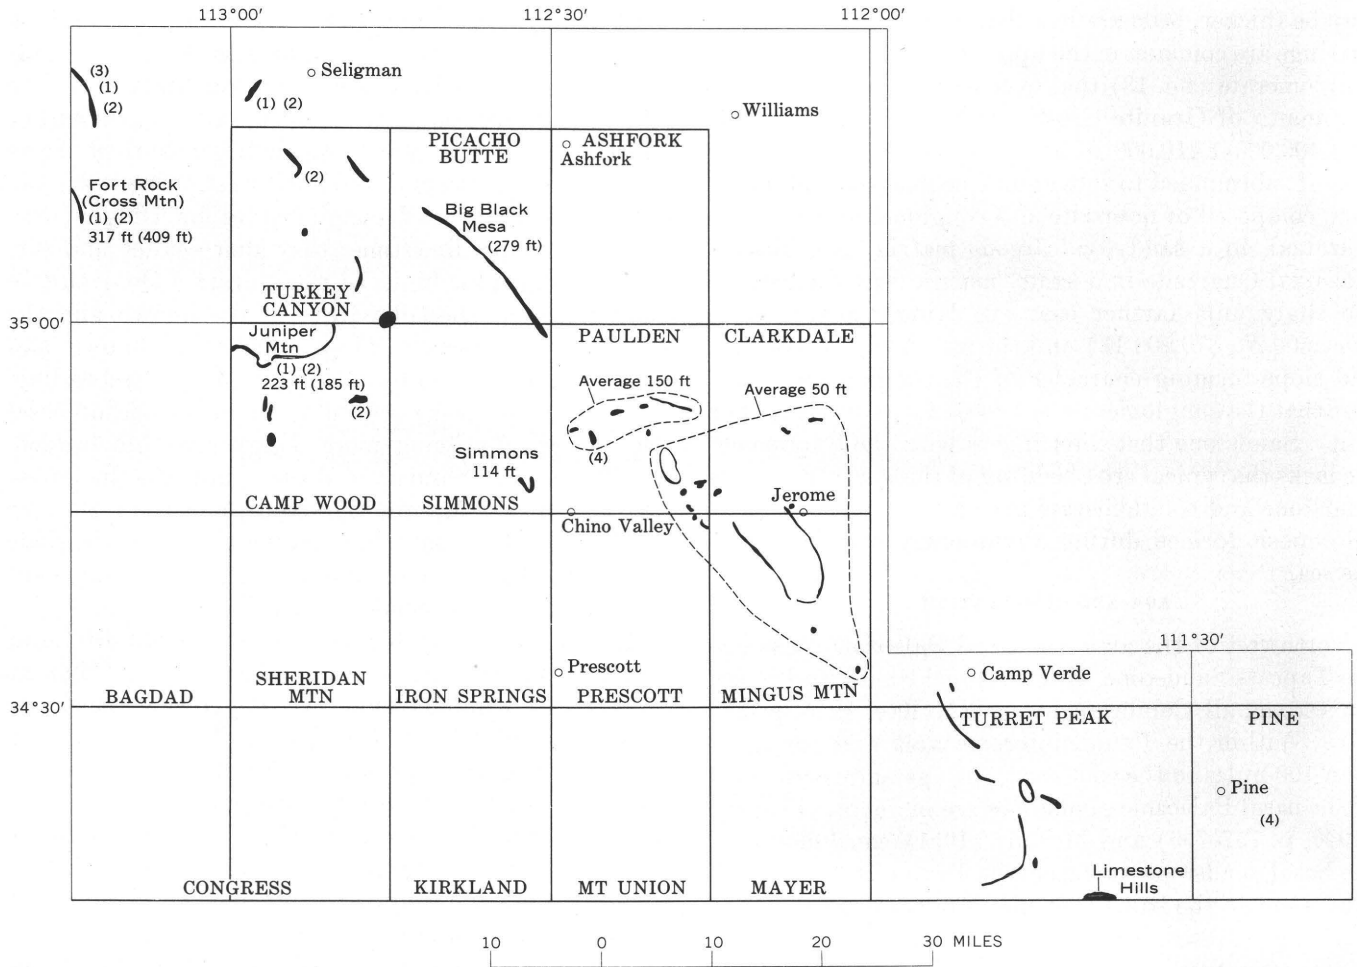 113°00′
112°30′
112°00′
(3)
(1)
(2)
Seligman
(1) (2)
Williams
PICACHO
BUTTE
ASHFORK
Ashfork
(2)
Fort Rock
(Cross Mtn)
(1) (2)
317 ft (409 ft)
Big Black
Mesa
(279 ft)
TURKEY
CANYON
35°00′
Juniper
Mtn
(1) (2)
223 ft (185 ft)
(2)
PAULDEN
CLARKDALE
Average 150 ft
Average 50 ft
(4)
Simmons
114 ft
Jerome
CAMP WOOD
SIMMONS
Chino Valley
111°30′
Prescott
Camp Verde
BAGDAD
SHERIDAN
MTN
IRON SPRINGS
PRESCOTT
MINGUS MTN
34°30′
TURRET PEAK
PINE
Pine
(4)
Limestone
Hills
CONGRESS
KIRKLAND
MT UNION
MAYER
10 0 10 20 30 MILES